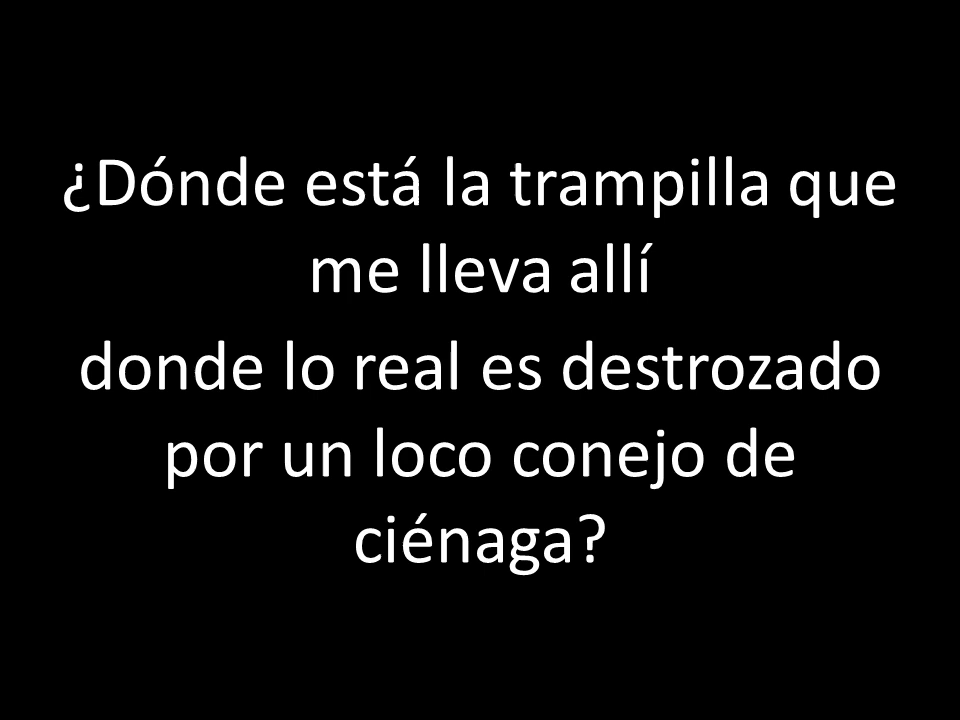 ¿Dónde está la trampilla que
me lleva allí
donde lo real es destrozado
por un loco conejo de
ciénaga?